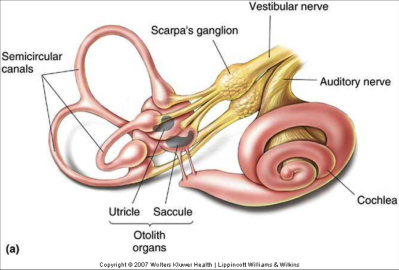 Vestibular nerve
Scarpa's ganglion
Semicircular
canals
Auditory nerve
Cochlea
Utricle Saccule
Otolith
organs
(a)
Copyright © 2007 Wolters Kluwer Health | Lippincott Williams & Wilkins